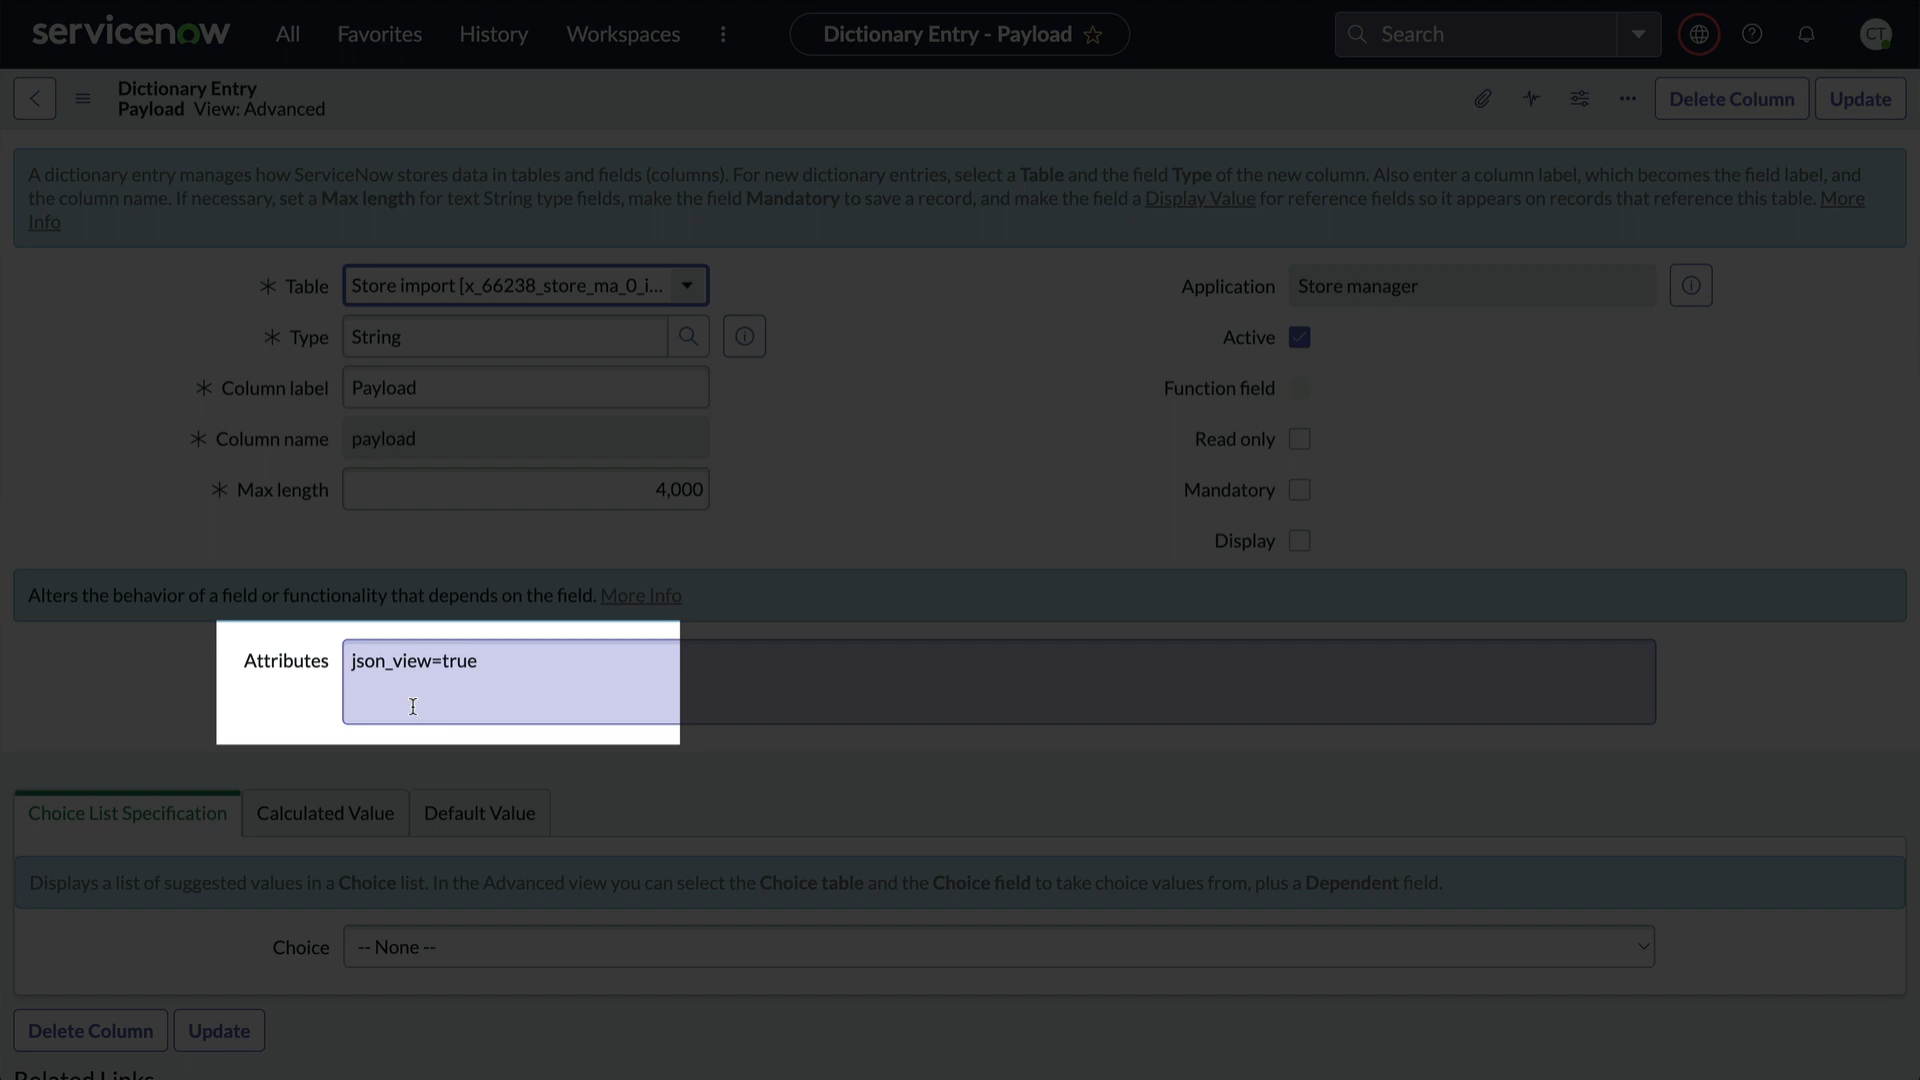 servicenow All Favorites History Workspaces Dictionary Entry - Payload Search CT
Dictionary Entry
Payload View: Advanced
Delete Column Update
A dictionary entry manages how ServiceNow stores data in tables and fields (columns). For new dictionary entries, select a Table and the field Type of the new column. Also enter a column label, which becomes the field label, and
the column name. If necessary, set a Max length for text String type fields, make the field Mandatory to save a record, and make the field a Display Value for reference fields so it appears on records that reference this table. More
Info
* Table Store import [x_66238_store_ma_0_i... Application Store manager
* Type String Active
* Column label Payload Function field
* Column name payload Read only
* Max length 4,000 Mandatory
Display
Alters the behavior of a field or functionality that depends on the field. More Info
Attributes json_view=true
Choice List Specification Calculated Value Default Value
Displays a list of suggested values in a Choice list. In the Advanced view you can select the Choice table and the Choice field to take choice values from, plus a Dependent field.
Choice -- None --
Delete Column Update
Related Links